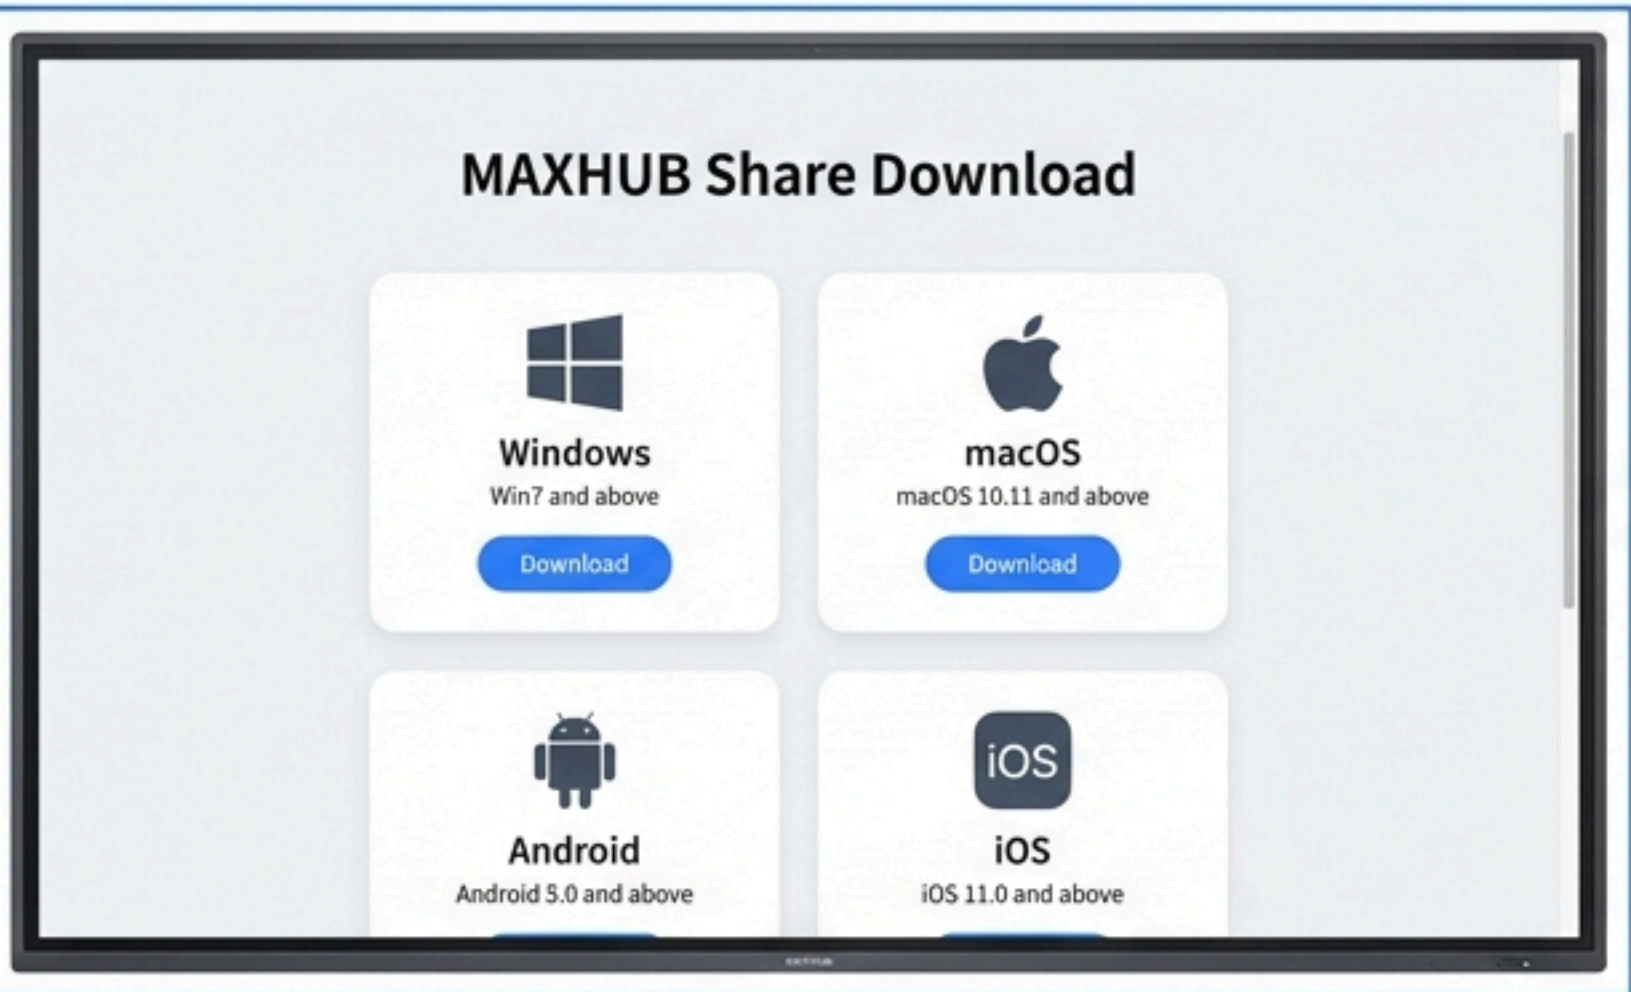 MAXHUB Share Download
Windows
Win7 and above
Download
macOS
macOS 10.11 and above
Download
iOS
Android
Android 5.0 and above
iOS
iOS 11.0 and above